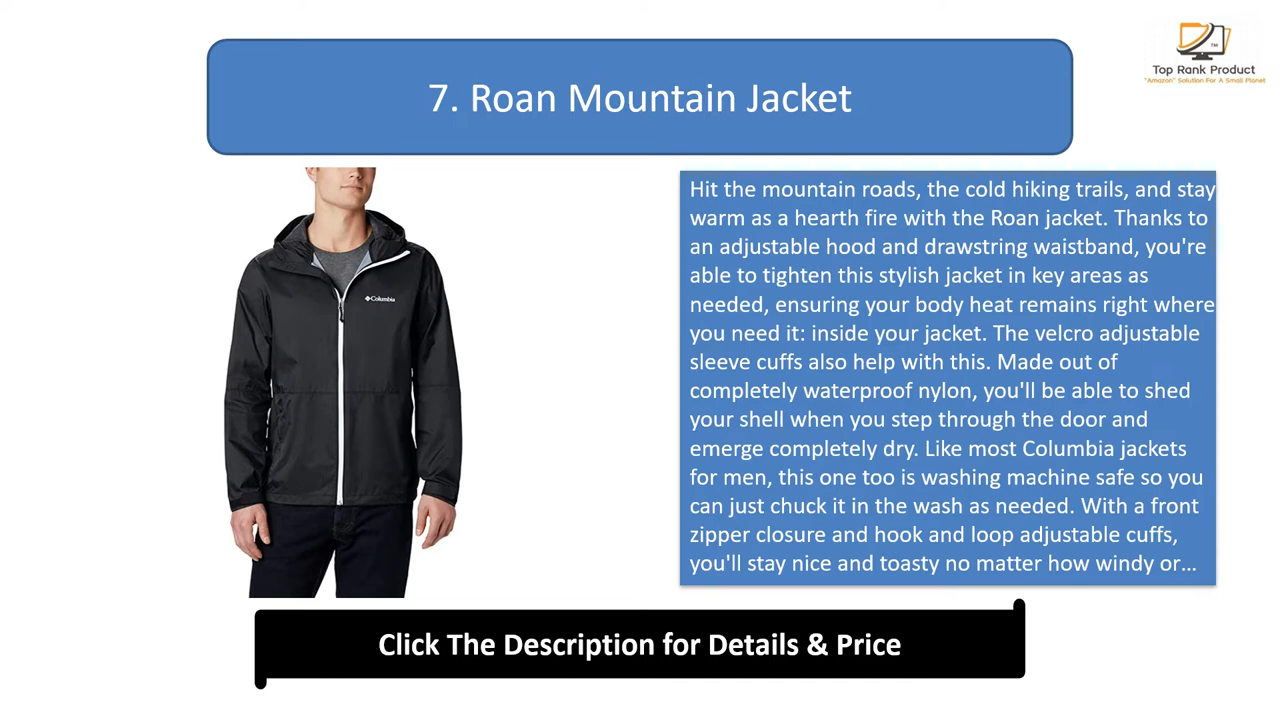 TM
Top Rank Product
"Amazon" Solution For A Small Planet
7. Roan Mountain Jacket
Columbia
Hit the mountain roads, the cold hiking trails, and stay
warm as a hearth fire with the Roan jacket. Thanks to
an adjustable hood and drawstring waistband, you're
able to tighten this stylish jacket in key areas as
needed, ensuring your body heat remains right where
you need it: inside your jacket. The velcro adjustable
sleeve cuffs also help with this. Made out of
completely waterproof nylon, you'll be able to shed
your shell when you step through the door and
emerge completely dry. Like most Columbia jackets
for men, this one too is washing machine safe so you
can just chuck it in the wash as needed. With a front
zipper closure and hook and loop adjustable cuffs,
you'll stay nice and toasty no matter how windy or...
Click The Description for Details & Price